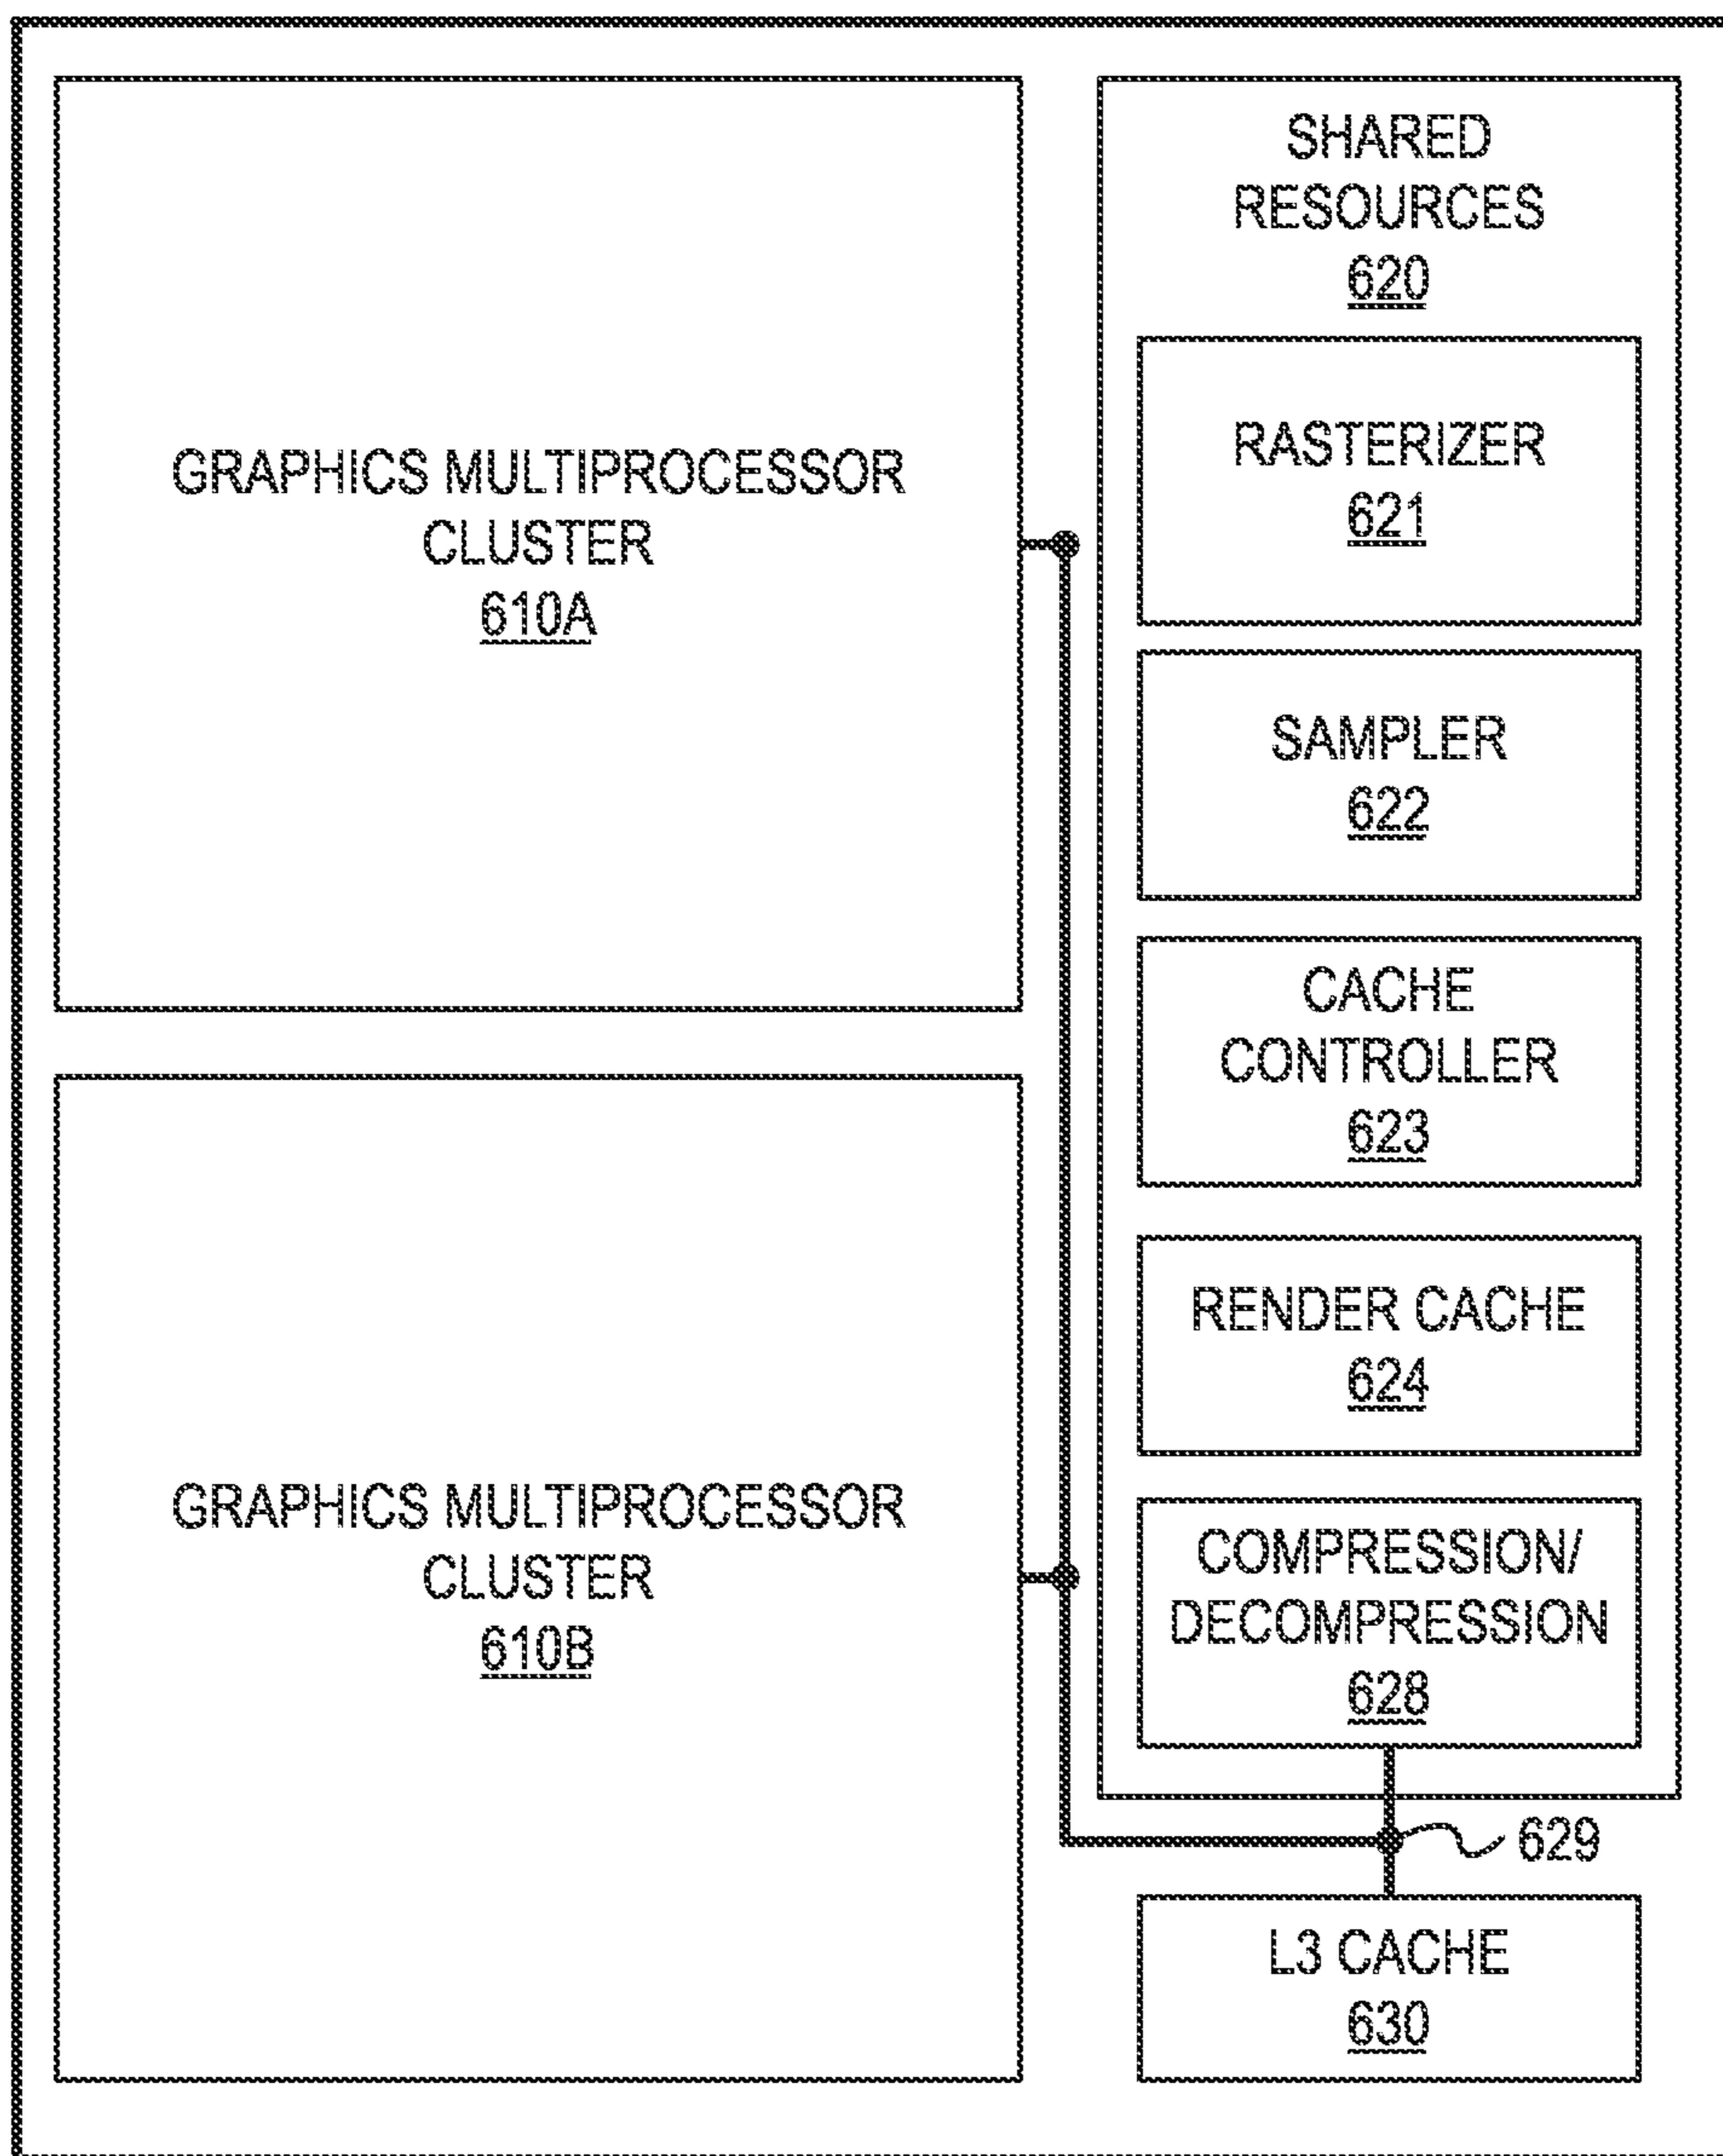 GRAPHICS MULTIPROCESSOR
CLUSTER
610A
GRAPHICS MULTIPROCESSOR
CLUSTER
610B
SHARED
RESOURCES
620
RASTERIZER
621
SAMPLER
622
CACHE
CONTROLLER
623
RENDER CACHE
624
COMPRESSION/
DECOMPRESSION
628
629
L3 CACHE
630